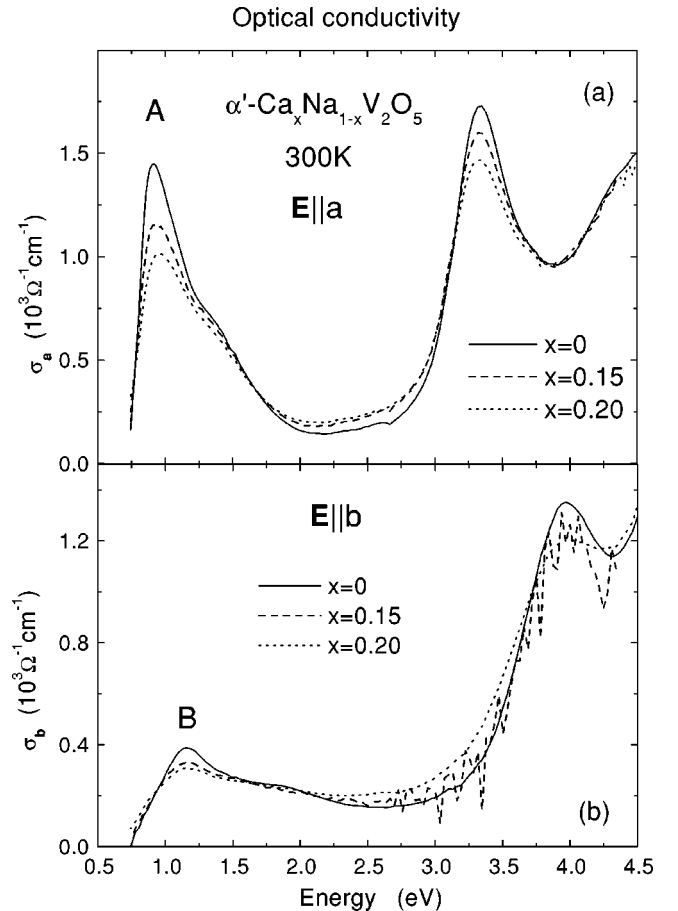 Optical conductivity
(a)
A
α'-CaₓNa₁₋ₓV₂O₅
300K
E||a
1.5
1.0
0.5
0.0
σₐ (10³Ω⁻¹cm⁻¹)
x=0
x=0.15
x=0.20
E||b
x=0
x=0.15
x=0.20
B
(b)
1.2
0.8
0.4
0.0
σ_b (10³Ω⁻¹cm⁻¹)
0.5 1.0 1.5 2.0 2.5 3.0 3.5 4.0 4.5
Energy (eV)